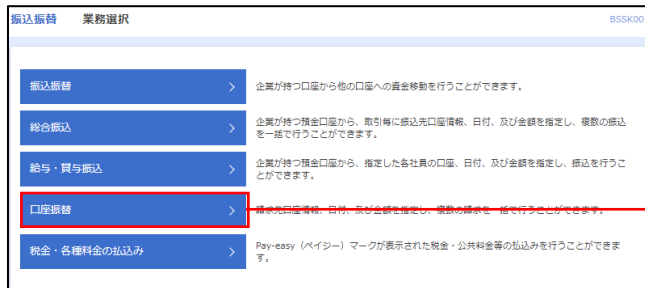 振込振替 業務選択 BSSK001
振込振替 企業が持つ口座から他の口座への資金移動を行うことができます。
総合振込 企業が持つ預金口座から、取引毎に振込先口座情報、日付、及び金額を指定し、複数の振込
を一括で行うことができます。
給与・賞与振込 企業が持つ預金口座から、指定した各社員の口座、日付、及び金額を指定し、振込を行うこ
とができます。
口座振替 請求先口座情報、日付、及び金額を指定し、複数の請求を一括で行うことができます。
税金・各種料金の払込み Pay-easy（ペイジー）マークが表示された税金・公共料金等の払込みを行うことができま
す。